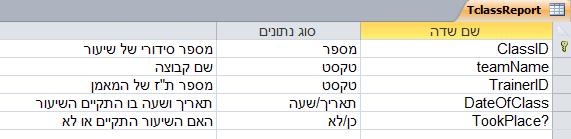 TclassReport
שם שדה סוג נתונים
ClassID מספר מספר סידורי של שיעור
teamName טקסט שם קבוצה
TrainerID טקסט מספר ת"ז של המאמן
DateOfClass תאריך/שעה תאריך ושעה בו התקיים השיעור
TookPlace? כן/לא האם השיעור התקיים או לא